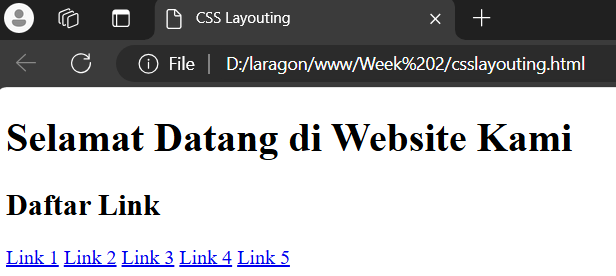 CSS Layouting
File | D:/laragon/www/Week%202/csslayouting.html
Selamat Datang di Website Kami
Daftar Link
Link 1 Link 2 Link 3 Link 4 Link 5